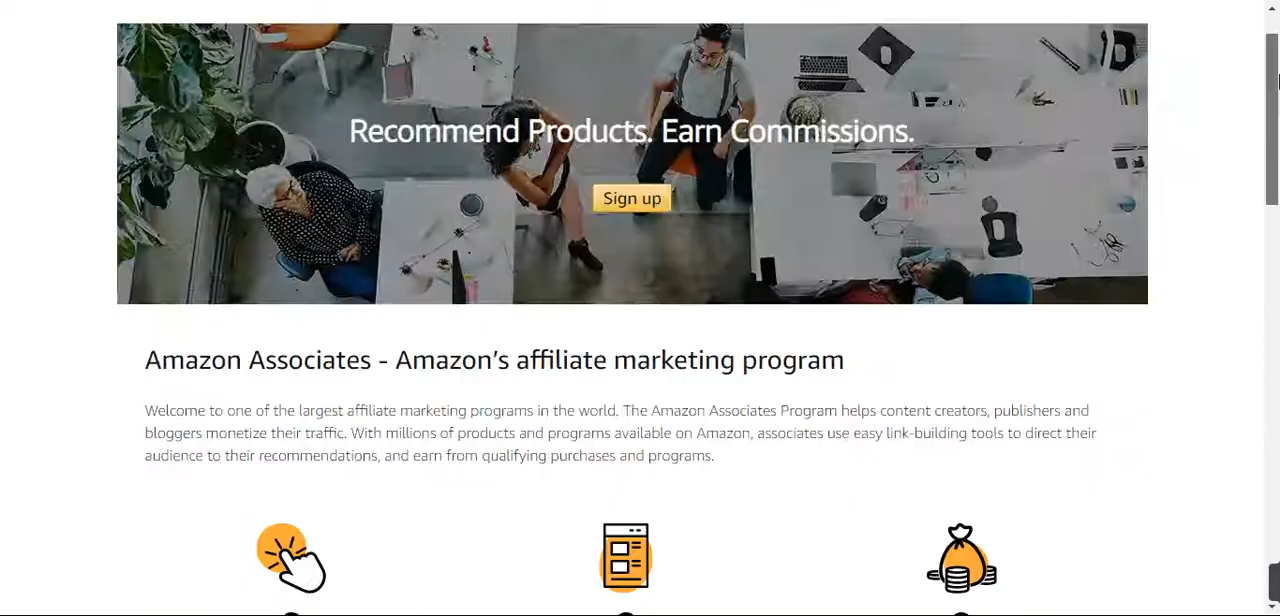 Recommend Products. Earn Commissions.
Sign up
Amazon Associates - Amazon’s affiliate marketing program
Welcome to one of the largest affiliate marketing programs in the world. The Amazon Associates Program helps content creators, publishers and
bloggers monetize their traffic. With millions of products and programs available on Amazon, associates use easy link-building tools to direct their
audience to their recommendations, and earn from qualifying purchases and programs.